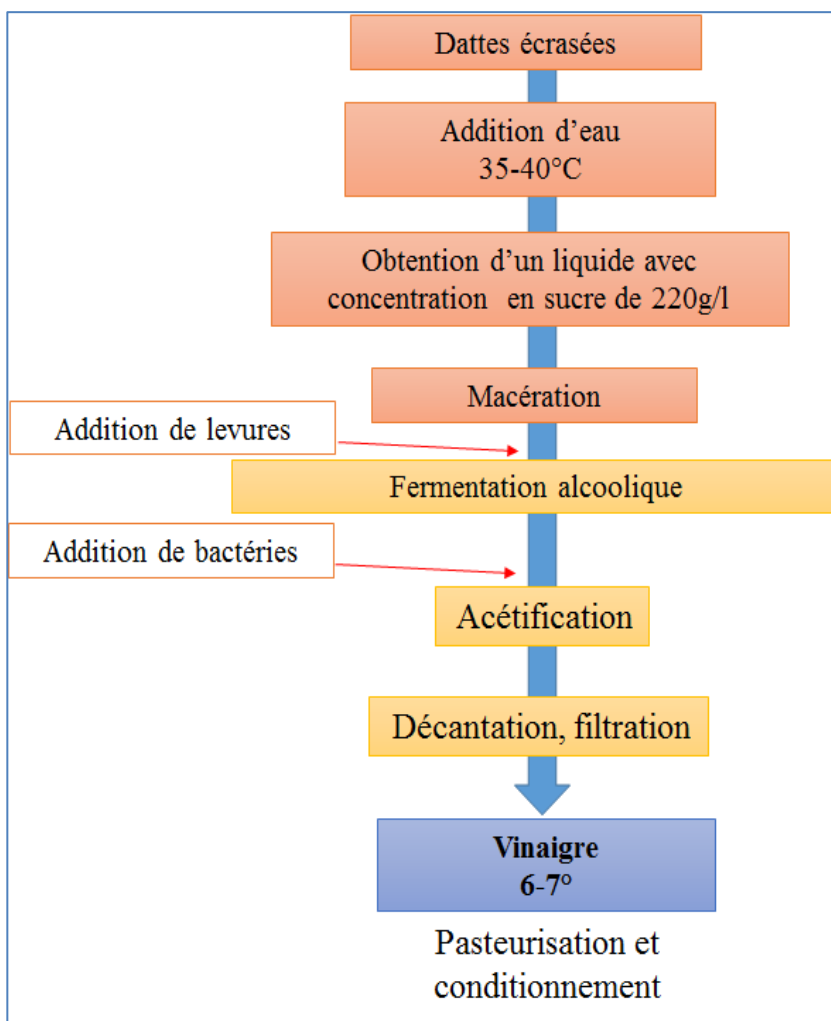 Dattes écrasées
Addition d’eau
35-40°C
Obtention d’un liquide avec
concentration en sucre de 220g/l
Macération
Addition de levures
Fermentation alcoolique
Addition de bactéries
Acétification
Décantation, filtration
Vinaigre
6-7°
Pasteurisation et
conditionnement